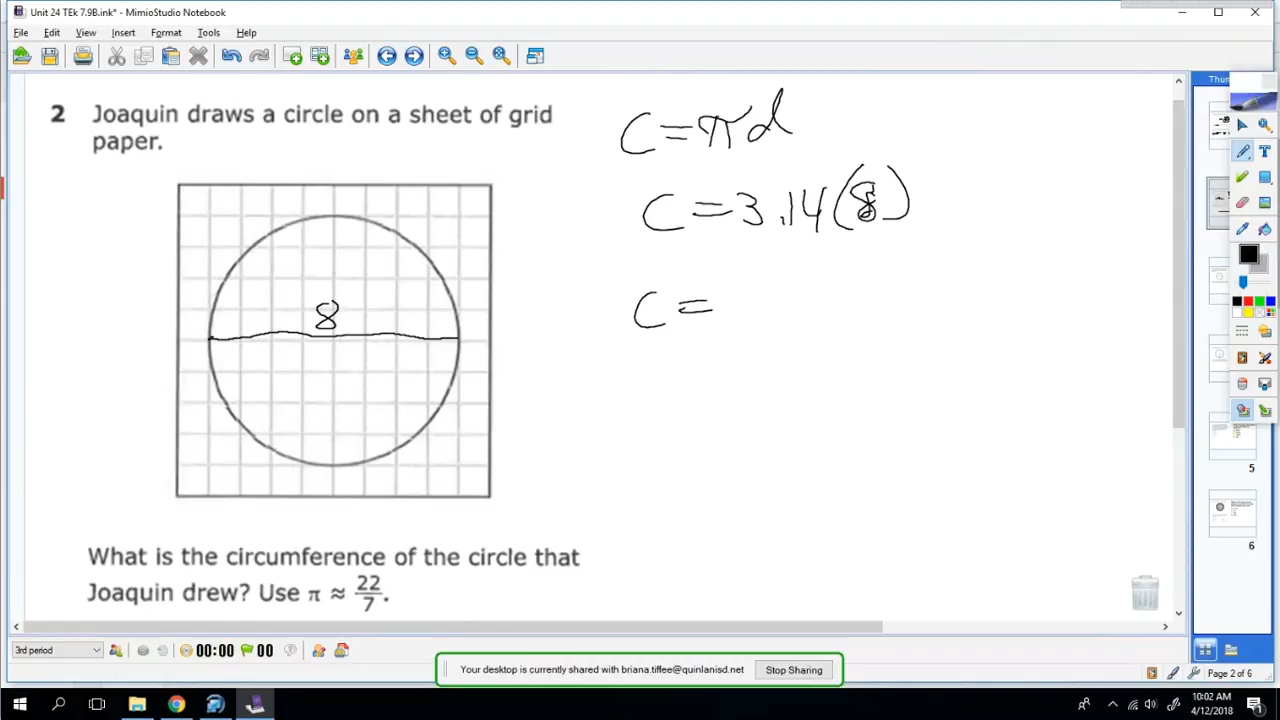 Unit 24 TEk 7.9B.ink* - MimioStudio Notebook
File Edit View Insert Format Tools Help
2 Joaquin draws a circle on a sheet of grid
paper.
8
C=πd
C=3.14(8)
C=
What is the circumference of the circle that
Joaquin drew? Use π ≈ 22/7.
5
6
3rd period
00:00
00
Your desktop is currently shared with briana.tiffee@quinlanisd.net
Stop Sharing
Page 2 of 6
10:02 AM
4/12/2018